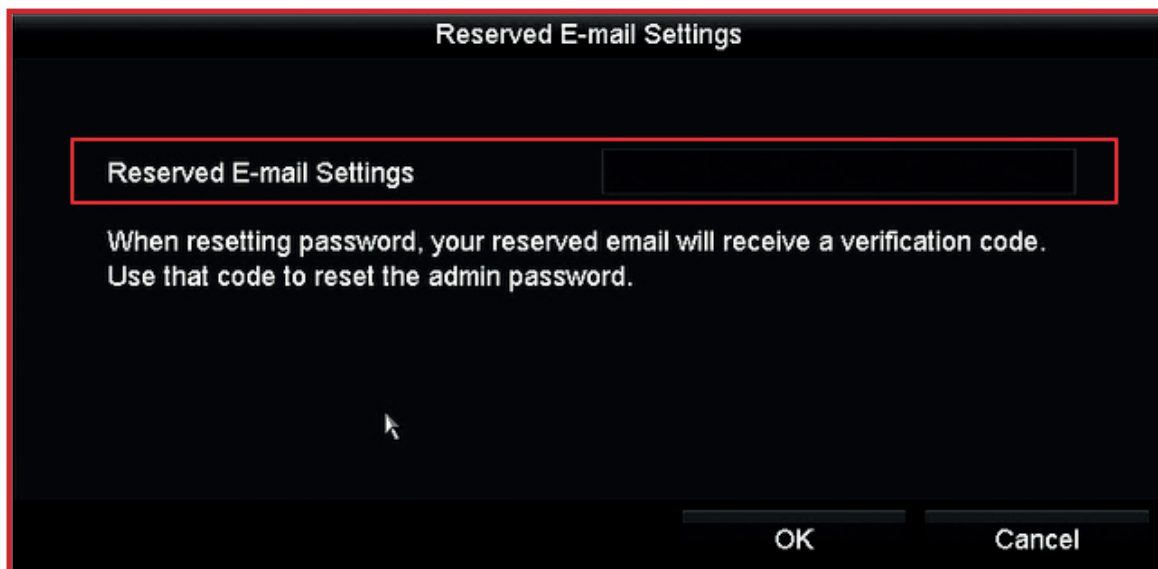 Reserved E-mail Settings
Reserved E-mail Settings
When resetting password, your reserved email will receive a verification code.
Use that code to reset the admin password.
OK Cancel